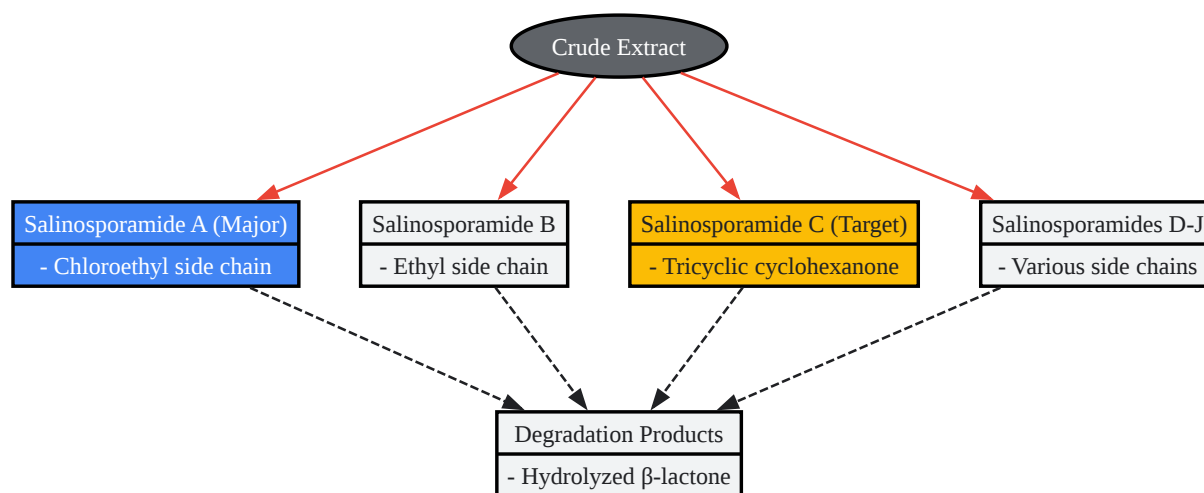 Crude Extract
Salinosporamide A (Major)
- Chloroethyl side chain
Salinosporamide B
- Ethyl side chain
Salinosporamide C (Target)
- Tricyclic cyclohexanone
Salinosporamides D-J
- Various side chains
Degradation Products
- Hydrolyzed β-lactone